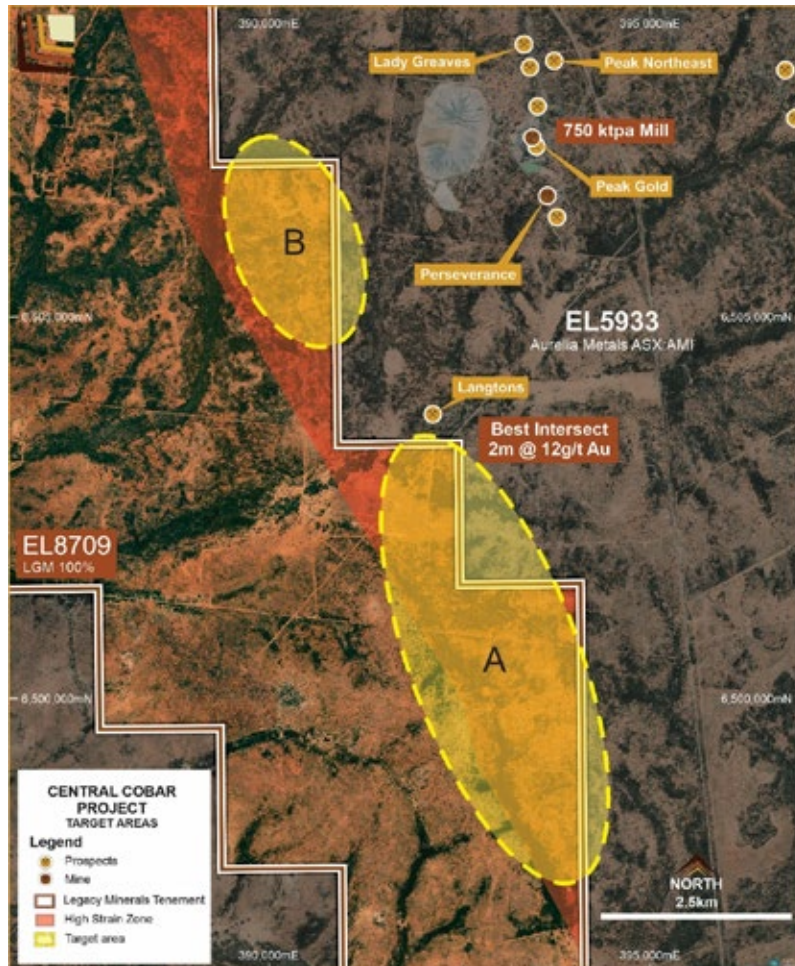 390,000mE
395,000mE
Lady Greaves
Peak Northeast
750 ktpa Mill
Peak Gold
Perseverance
B
6,505,000mN
6,505,000mN
EL5933
Aurelia Metals ASX:AMI
Langtons
Best Intersect
2m @ 12g/t Au
EL8709
LGM 100%
A
6,500,000mN
6,500,000mN
CENTRAL COBAR
PROJECT
TARGET AREAS
Legend
Prospects
Mine
Legacy Minerals Tenement
High Strain Zone
Target area
NORTH
2.5km
390,000mE
395,000mE